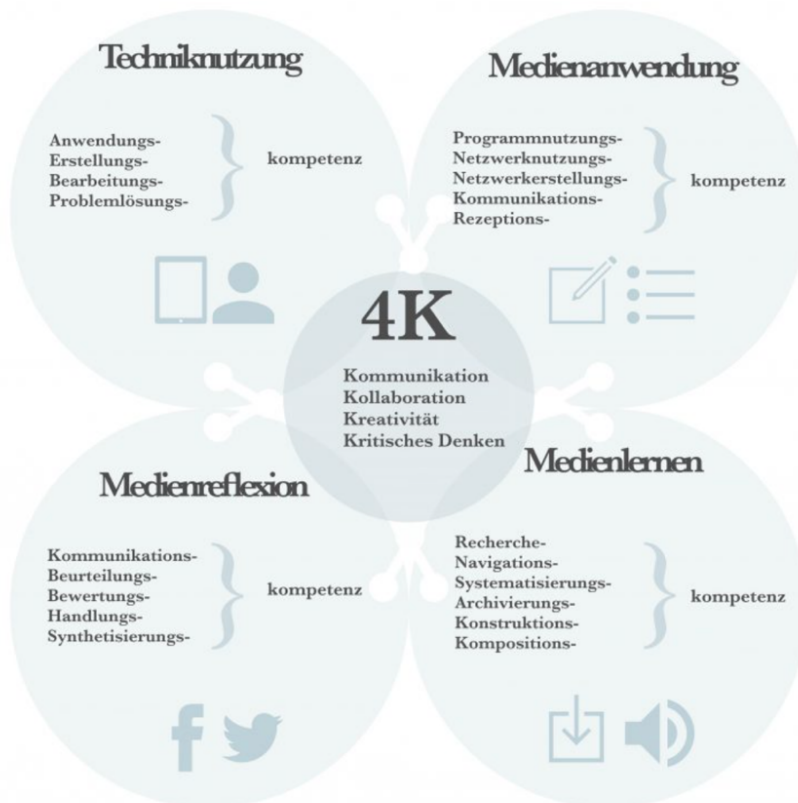 Techniknutzung
Anwendungs-
Erstellungs-
Bearbeitungs-
Problemlösungs-
kompetenz
Medienanwendung
Programmnutzungs-
Netzwerknutzungs-
Netzwerkerstellungs-
Kommunikations-
Rezeptions-
kompetenz
4K
Kommunikation
Kollaboration
Kreativität
Kritisches Denken
Medienreflexion
Kommunikations-
Beurteilungs-
Bewertungs-
Handlungs-
Synthetisierungs-
kompetenz
Medienlernen
Recherche-
Navigations-
Systematisierungs-
Archivierungs-
Konstruktions-
Kompositions-
kompetenz